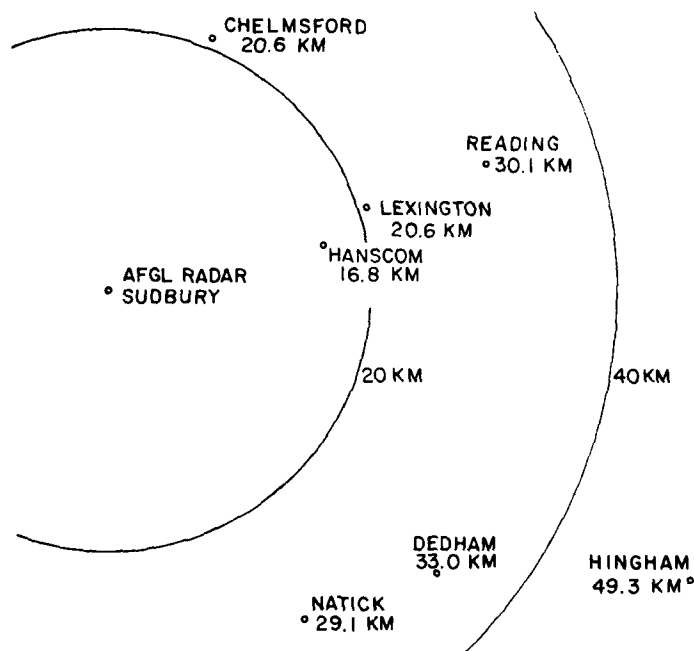 CHELMSFORD
20.6 KM
READING
30.1 KM
LEXINGTON
20.6 KM
HANSCOM
16.8 KM
AFGL RADAR
SUDBURY
20 KM
40 KM
DEDHAM
33.0 KM
HINGHAM
49.3 KM
NATICK
29.1 KM